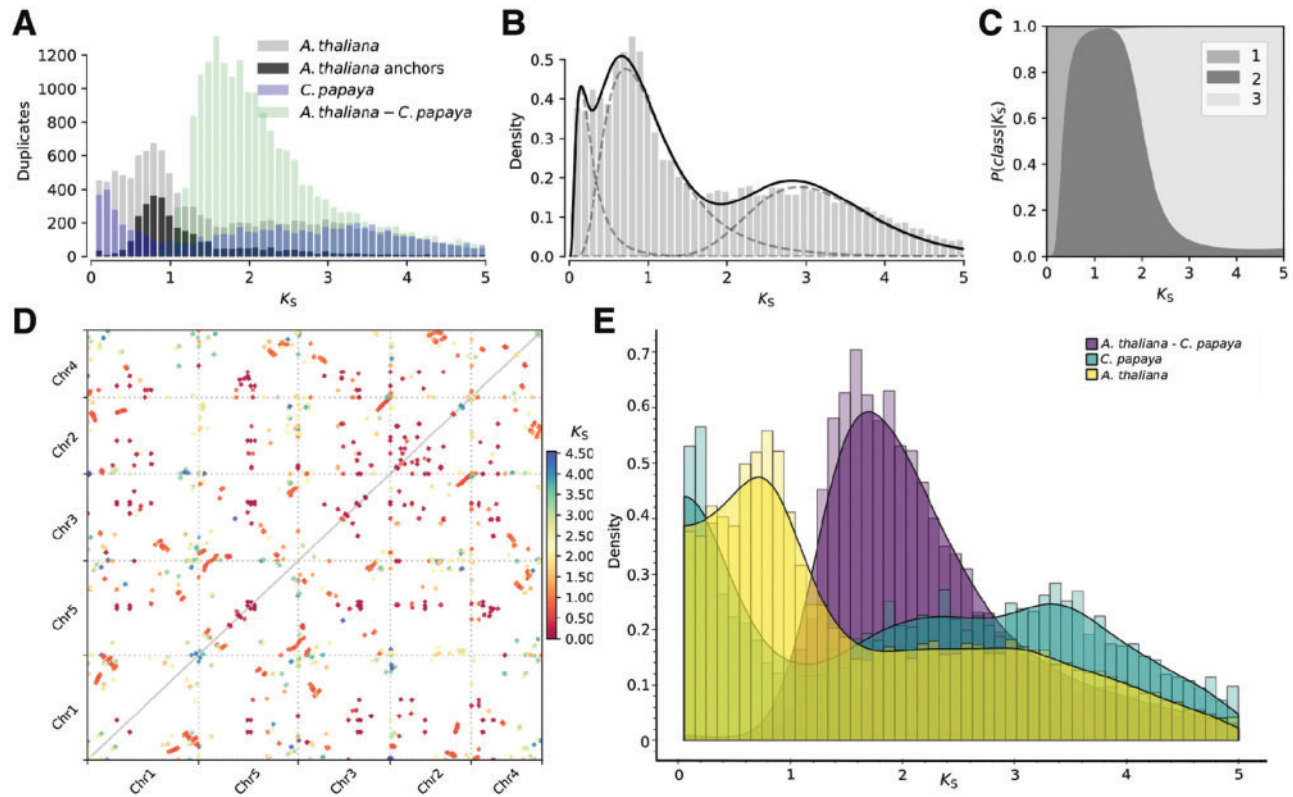 A
A. thaliana
A. thaliana anchors
C. papaya
A. thaliana – C. papaya
Duplicates
1200
1000
800
600
400
200
0
0 1 2 3 4 5
KS
B
Density
0.5
0.4
0.3
0.2
0.1
0.0
0 1 2 3 4 5
KS
C
P(class|KS)
1.0
0.8
0.6
0.4
0.2
0.0
1
2
3
0 1 2 3 4 5
KS
D
Chr4
Chr2
Chr3
Chr5
Chr1
Chr1 Chr5 Chr3 Chr2 Chr4
KS
4.50
4.00
3.50
3.00
2.50
2.00
1.50
1.00
0.50
0.00
E
A. thaliana - C. papaya
C. papaya
A. thaliana
Density
0.7
0.6
0.5
0.4
0.3
0.2
0.1
0
0 1 2 3 4 5
KS